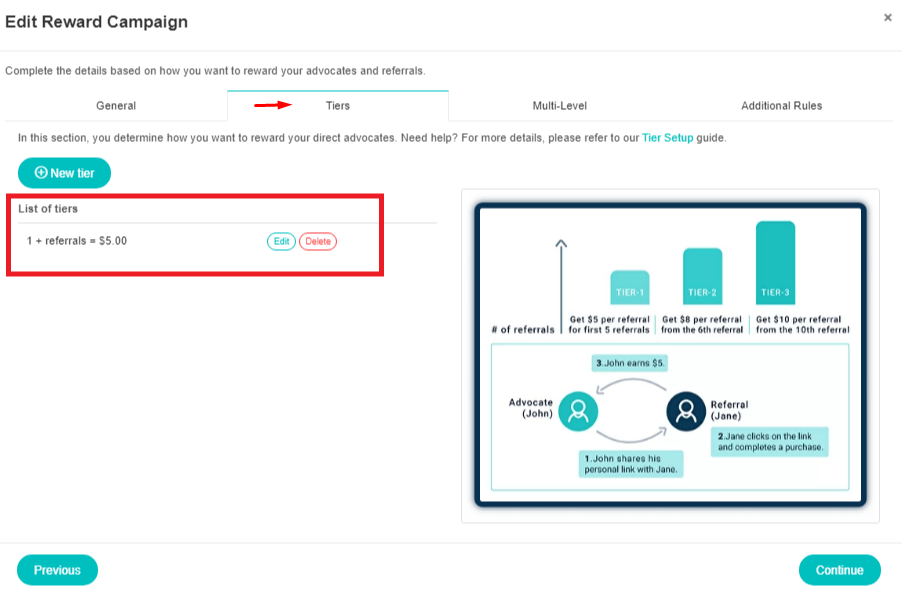 Edit Reward Campaign
×
Complete the details based on how you want to reward your advocates and referrals.
General
Tiers
Multi-Level
Additional Rules
In this section, you determine how you want to reward your direct advocates. Need help? For more details, please refer to our Tier Setup guide.
New tier
List of tiers
1 + referrals = $5.00
Edit
Delete
TIER-1
TIER-2
TIER-3
# of referrals
Get $5 per referral
for first 5 referrals
Get $8 per referral
from the 6th referral
Get $10 per referral
from the 10th referral
3.John earns $5.
Advocate
(John)
Referral
(Jane)
2.Jane clicks on the link
and completes a purchase.
1.John shares his
personal link with Jane.
Previous
Continue